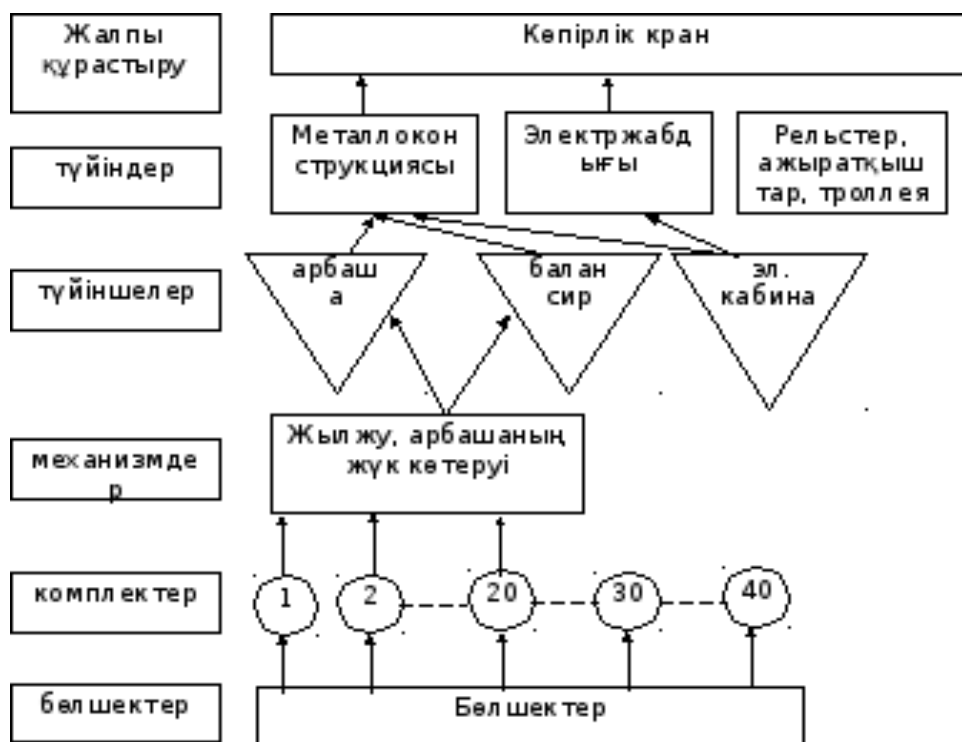 Жалпы
құрастыру
Көпірлік кран
түйіндер
Металлокон
струкциясы
Электржабд
ығы
Рельстер,
ажыратқыш
тар, троллея
түйіншелер
арбаш
а
балан
сир
эл.
кабина
механизмде
р
Жылжу, арбашаның
жүк көтеруі
комплектер
1
2
20
30
40
бөлшектер
Бөлшектер